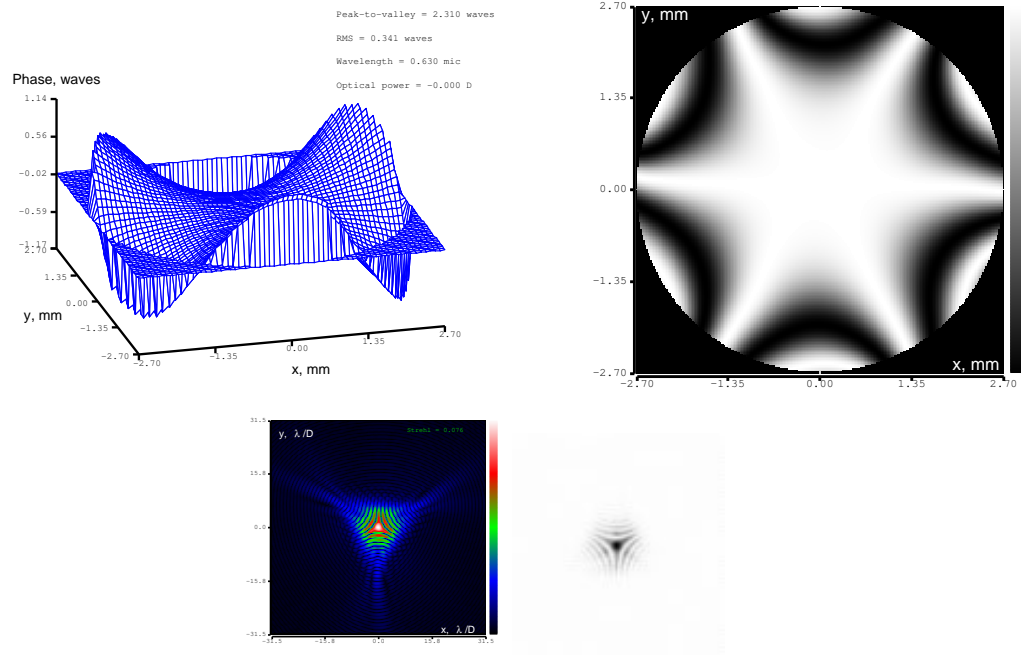 Peak-to-valley = 2.310 waves
RMS = 0.341 waves
Wavelength = 0.630 mic
Optical power = -0.000 D
Phase, waves
1.14
0.56
-0.02
-0.59
-1.17
2.70
1.35
0.00
-1.35
-2.70
y, mm
-2.70
-1.35
0.00
1.35
2.70
x, mm
2.70
y, mm
1.35
0.00
-1.35
-2.70
x, mm
-2.70
-1.35
0.00
1.35
2.70
31.5
y, λ/D
Strehl = 0.076
15.8
0.0
-15.8
-31.5
x, λ/D
-31.5
-15.8
0.0
15.8
31.5